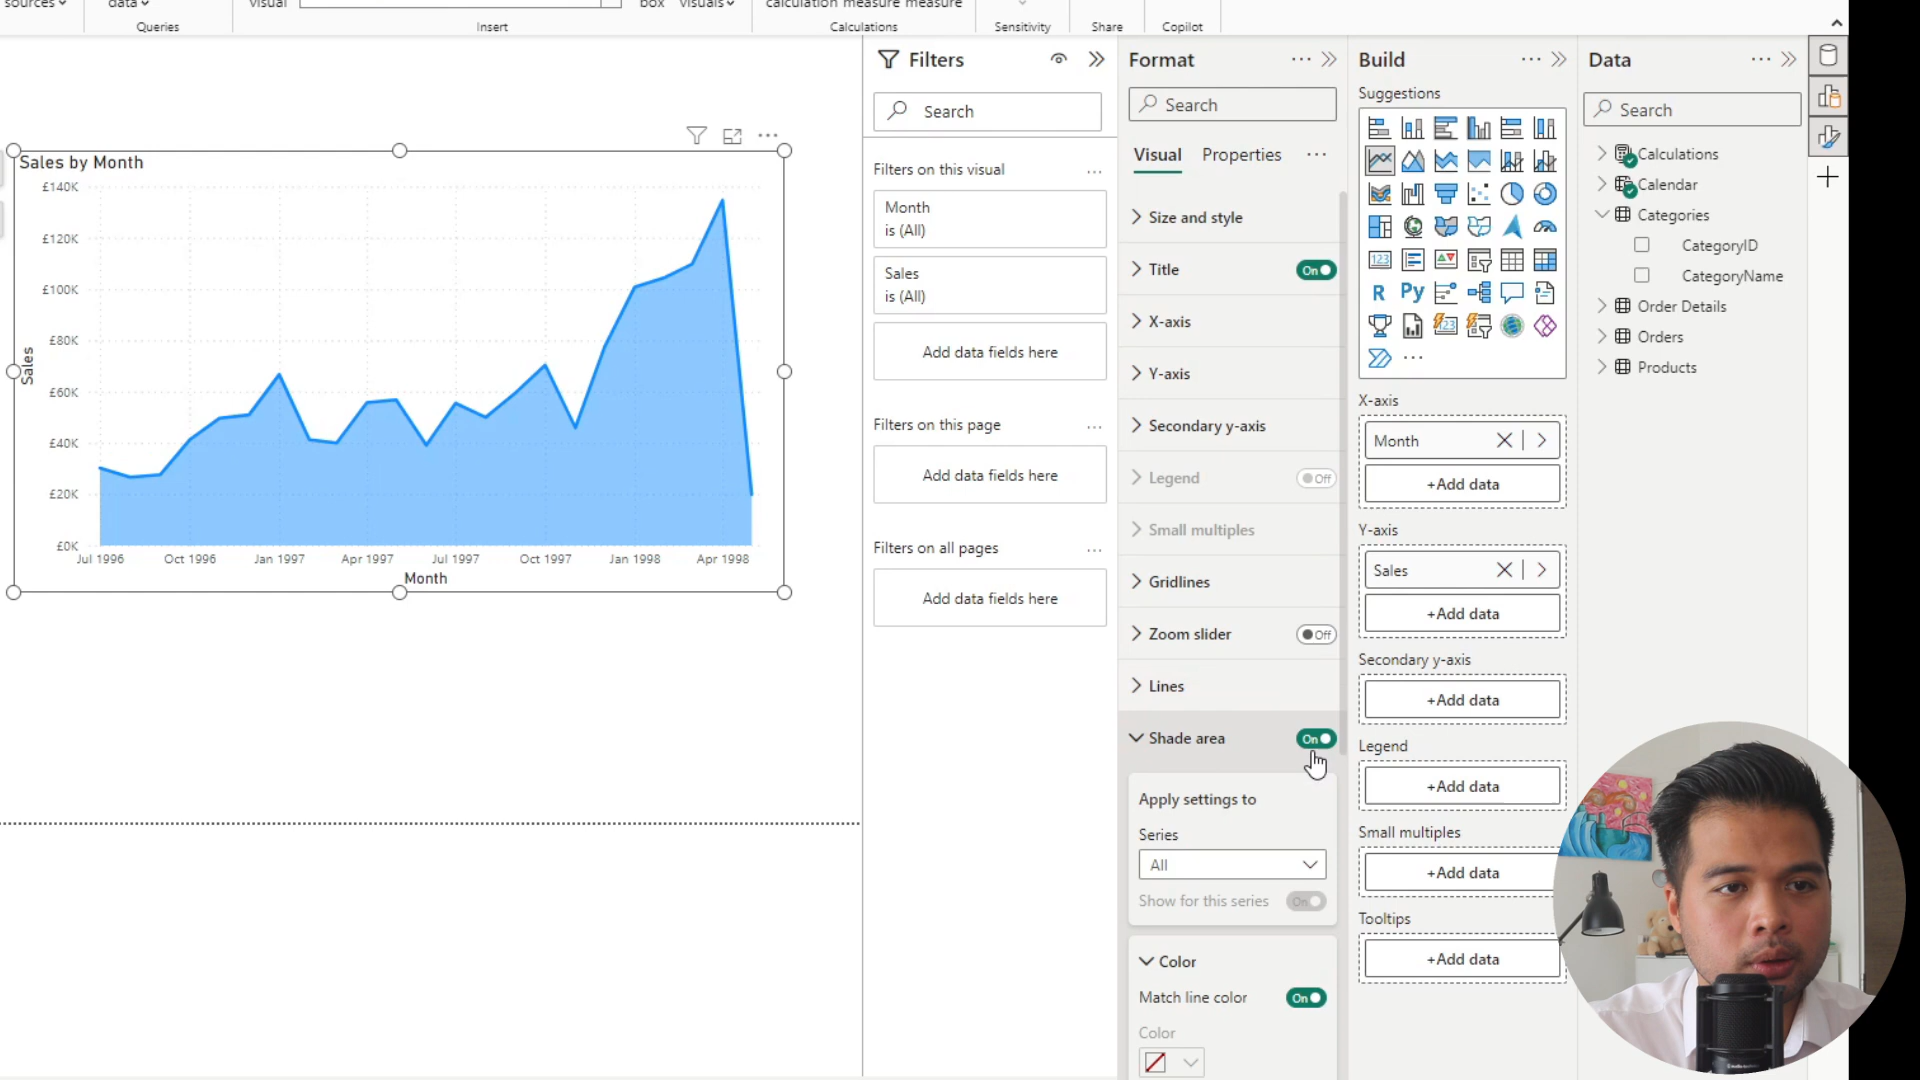 sources data visual box visuals calculation measure measure
Queries Insert Calculations Sensitivity Share Copilot
Filters
Search
Filters on this visual ...
Month
is (All)
Sales
is (All)
Add data fields here
Filters on this page ...
Add data fields here
Filters on all pages ...
Add data fields here
Sales by Month
£140K
£120K
£100K
£80K
£60K
£40K
£20K
£0K
Sales
Jul 1996 Oct 1996 Jan 1997 Apr 1997 Jul 1997 Oct 1997 Jan 1998 Apr 1998
Month
Format ...
Search
Visual Properties ...
Size and style
Title On
X-axis
Y-axis
Secondary y-axis
Legend Off
Small multiples
Gridlines
Zoom slider Off
Lines
Shade area On
Apply settings to
Series
All
Show for this series On
Color
Match line color On
Color
Build ...
Suggestions
123
R Py
123
...
X-axis
Month
+Add data
Y-axis
Sales
+Add data
Secondary y-axis
+Add data
Legend
+Add data
Small multiples
+Add data
Tooltips
+Add data
Data ...
Search
Calculations
Calendar
Categories
CategoryID
CategoryName
Order Details
Orders
Products